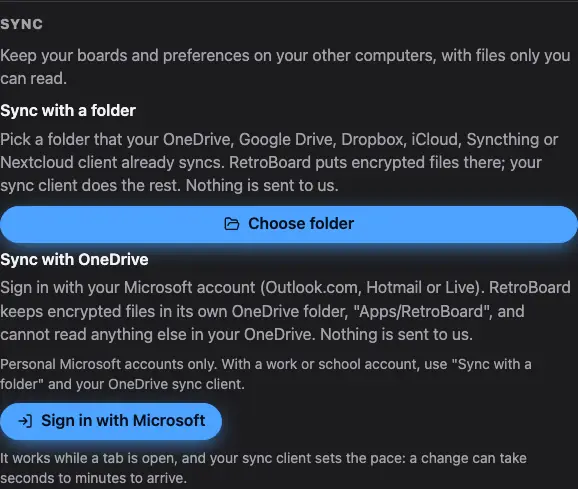 SYNC
Keep your boards and preferences on your other computers, with files only you
can read.
Sync with a folder
Pick a folder that your OneDrive, Google Drive, Dropbox, iCloud, Syncthing or
Nextcloud client already syncs. RetroBoard puts encrypted files there; your
sync client does the rest. Nothing is sent to us.
Choose folder
Sync with OneDrive
Sign in with your Microsoft account (Outlook.com, Hotmail or Live). RetroBoard
keeps encrypted files in its own OneDrive folder, "Apps/RetroBoard", and
cannot read anything else in your OneDrive. Nothing is sent to us.
Personal Microsoft accounts only. With a work or school account, use "Sync with a
folder" and your OneDrive sync client.
Sign in with Microsoft
It works while a tab is open, and your sync client sets the pace: a change can take
seconds to minutes to arrive.